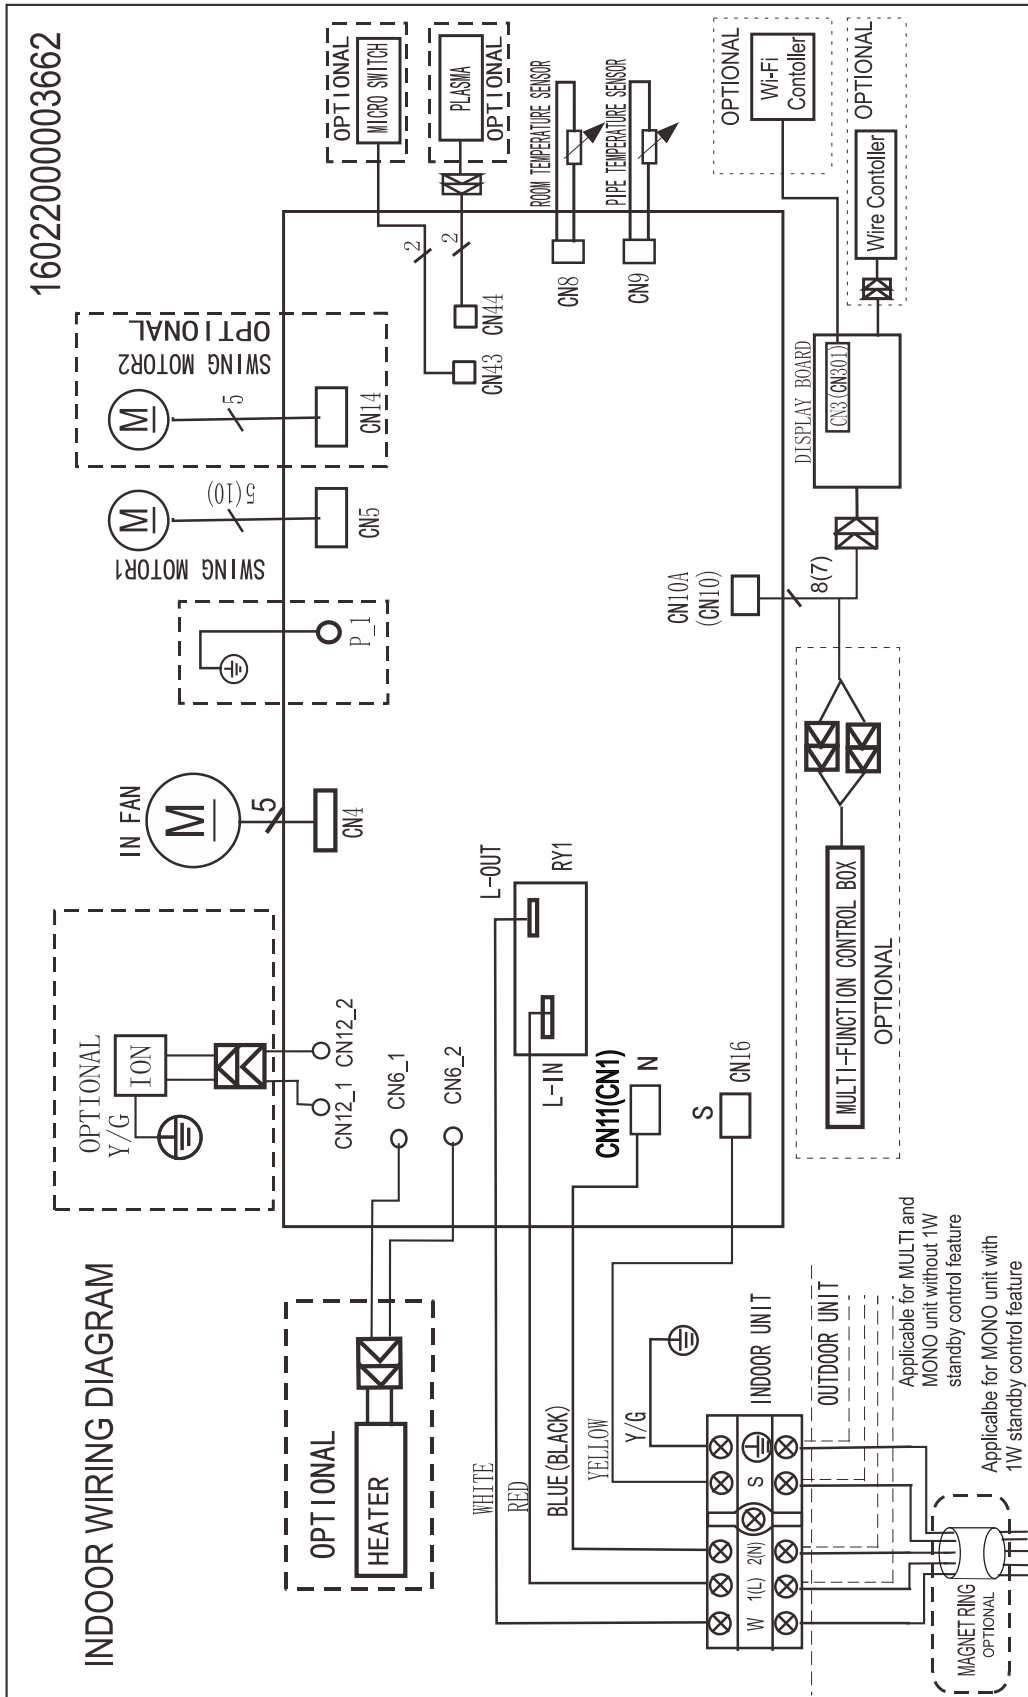 INDOOR WIRING DIAGRAM
16022000003662
OPTIONAL
Y/G
ION
CN12_1
CN12_2
CN6_1
CN6_2
OPTIONAL
HEATER
IN FAN
M
5
CN4
P_1
SWING MOTOR1
M
5(10)
CN5
OPTIONAL
SWING MOTOR2
M
5
CN14
OPTIONAL
MICRO SWITCH
2
CN43
PLASMA
OPTIONAL
2
CN44
ROOM TEMPERATURE SENSOR
CN8
PIPE TEMPERATURE SENSOR
CN9
OPTIONAL
Wi-Fi
Contoller
OPTIONAL
Wire Contoller
DISPLAY BOARD
CN3(CN301)
CN10A
(CN10)
8(7)
MULTI-FUNCTION CONTROL BOX
OPTIONAL
L-OUT
RY1
L-IN
CN11(CN1)
N
S
CN16
WHITE
RED
BLUE(BLACK)
YELLOW
Y/G
INDOOR UNIT
OUTDOOR UNIT
W
1(L)
2(N)
S
Applicable for MULTI and
MONO unit without 1W
standby control feature
Applicalbe for MONO unit with
1W standby control feature
MAGNET RING
OPTIONAL